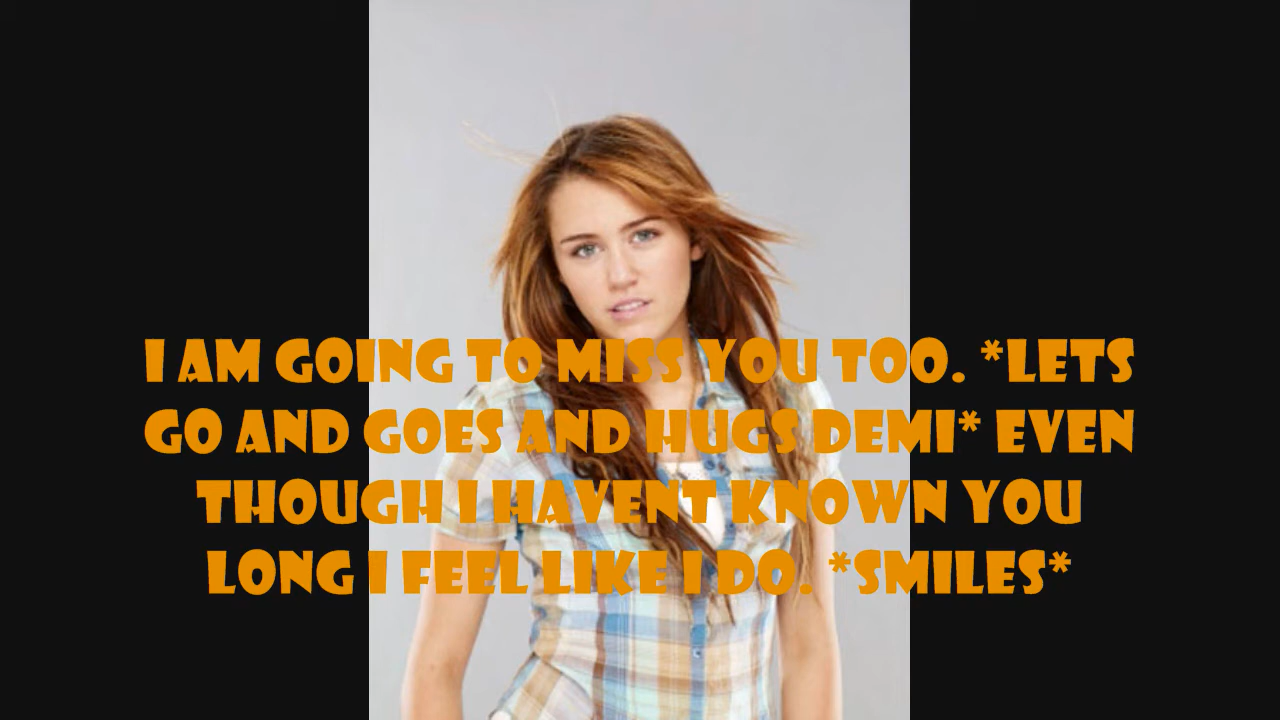 I AM GOING TO MISS YOU TOO. *LETS
GO AND GOES AND HUGS DEMI* EVEN
THOUGH I HAVENT KNOWN YOU
LONG I FEEL LIKE I DO. *SMILES*